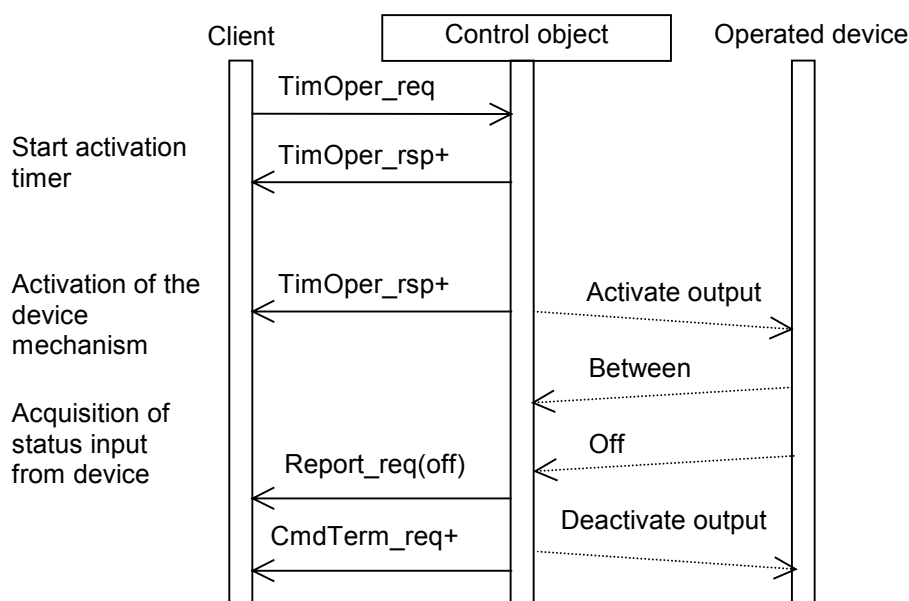 Client
Control object
Operated device
TimOper_req
Start activation
timer
TimOper_rsp+
Activation of the
device
mechanism
TimOper_rsp+
Activate output
Between
Acquisition of
status input
from device
Off
Report_req(off)
Deactivate output
CmdTerm_req+